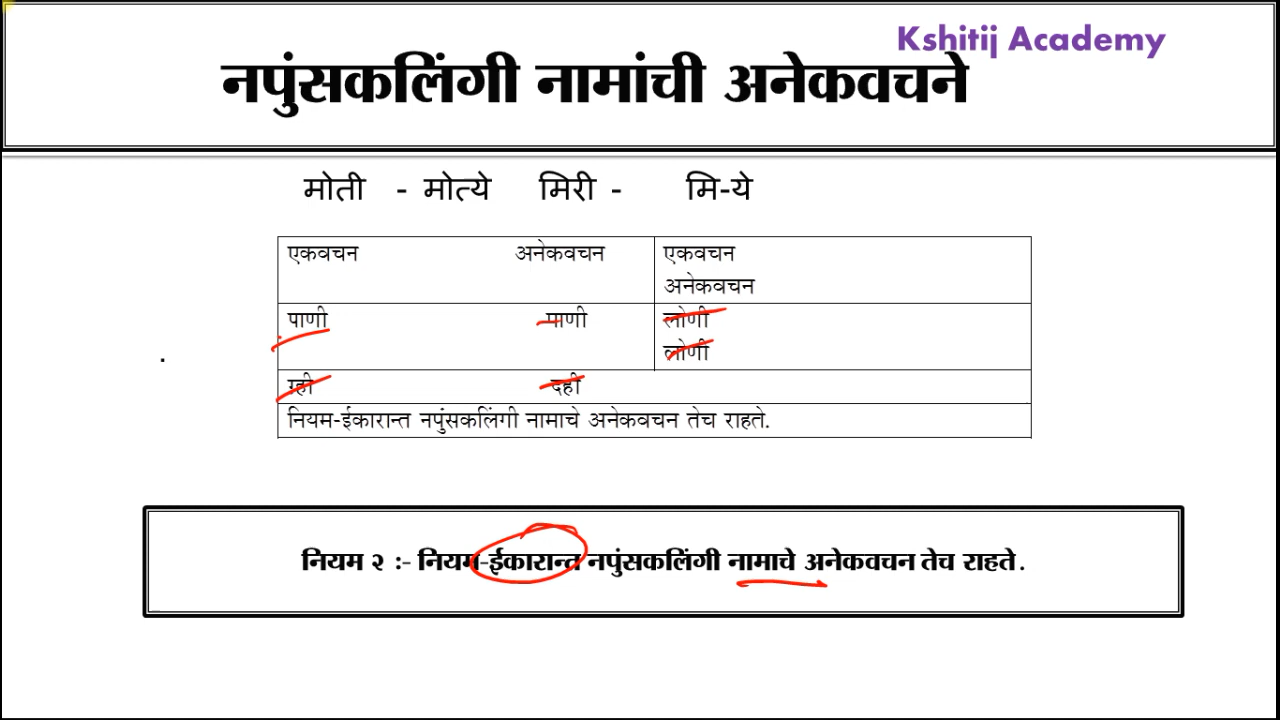 Kshitij Academy
नपुंसकलिंगी नामांची अनेकवचने
मोती - मोत्ये मिरी - मि-ये
एकवचन अनेकवचन एकवचन
अनेकवचन
पाणी पाणी लोणी
लोणी
दही
नियम-ईकारान्त नपुंसकलिंगी नामाचे अनेकवचन तेच राहते.
नियम २ :- नियम-ईकारान्त नपुंसकलिंगी नामाचे अनेकवचन तेच राहते.